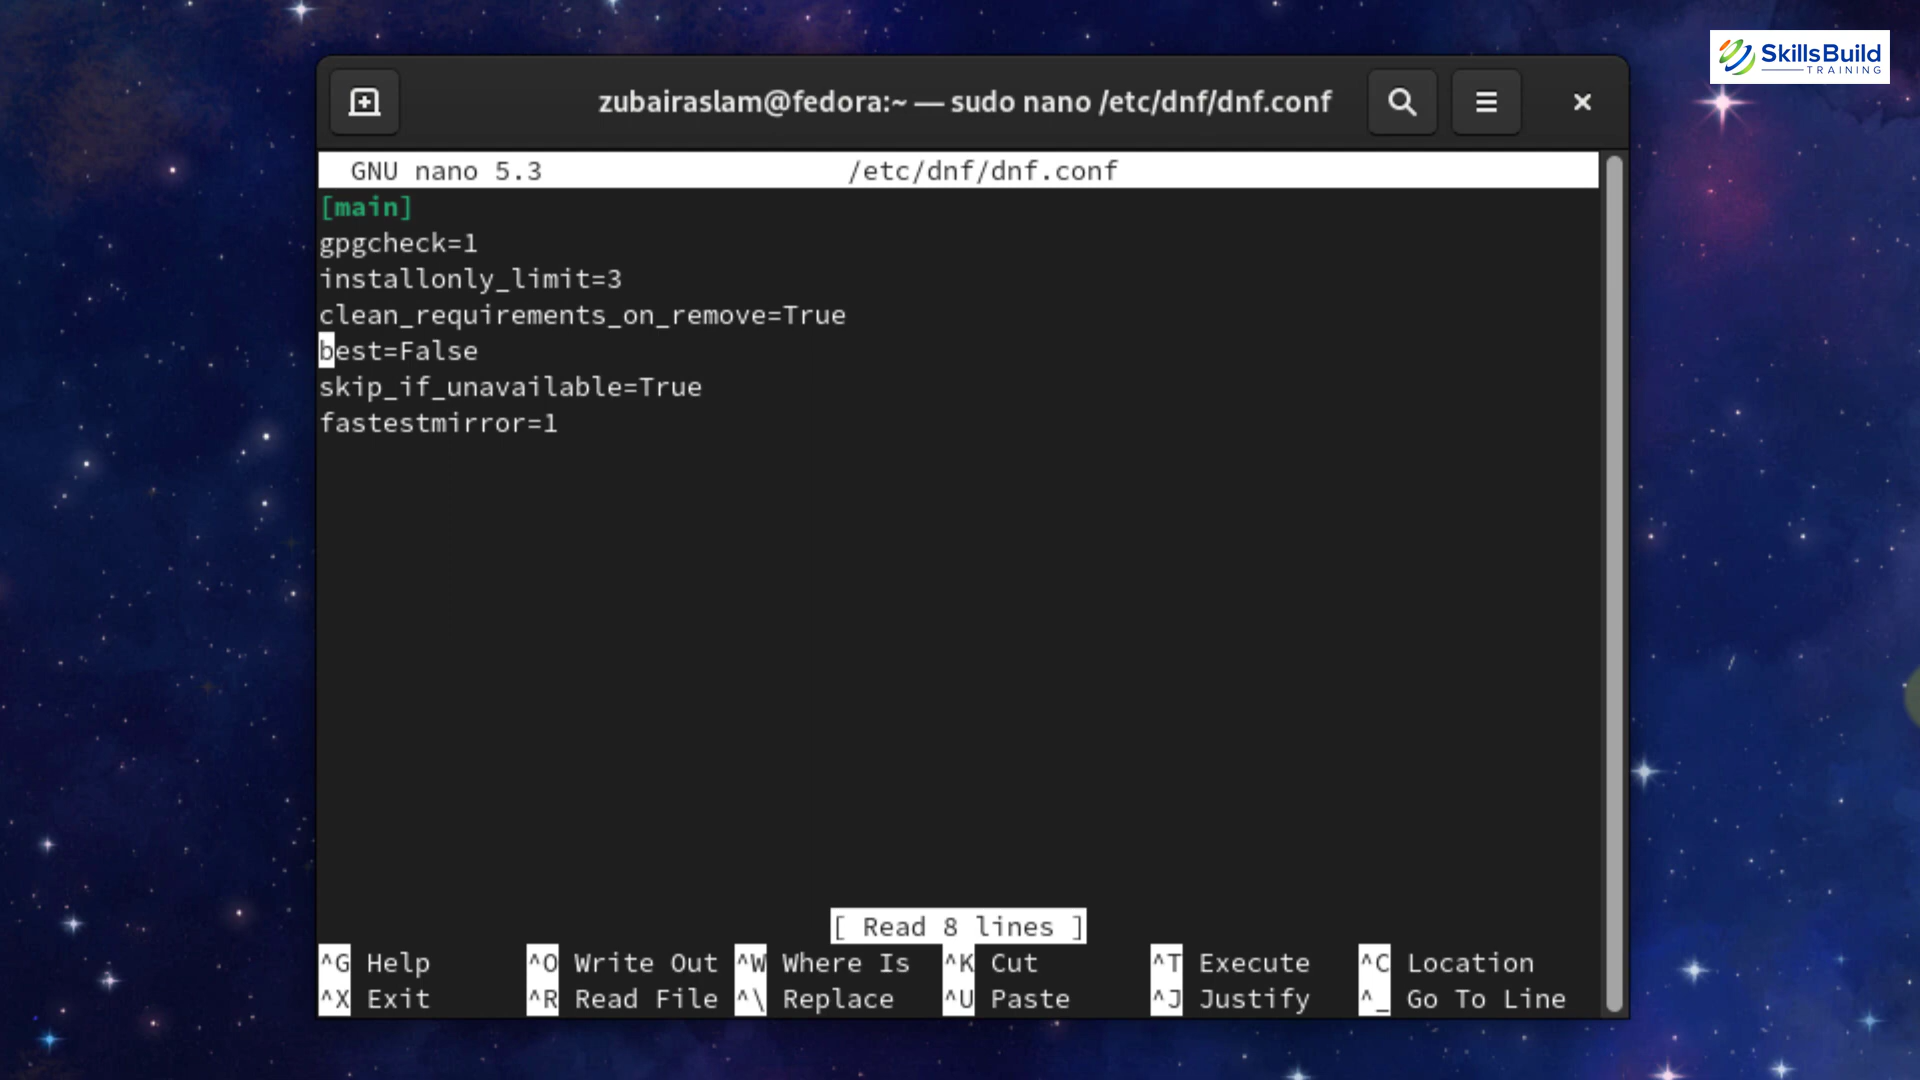 SkillsBuild
TRAINING
zubairaslam@fedora:~ — sudo nano /etc/dnf/dnf.conf
GNU nano 5.3 /etc/dnf/dnf.conf
[main]
gpgcheck=1
installonly_limit=3
clean_requirements_on_remove=True
best=False
skip_if_unavailable=True
fastestmirror=1
[ Read 8 lines ]
^G Help ^O Write Out ^W Where Is ^K Cut ^T Execute ^C Location
^X Exit ^R Read File ^\ Replace ^U Paste ^J Justify ^_ Go To Line